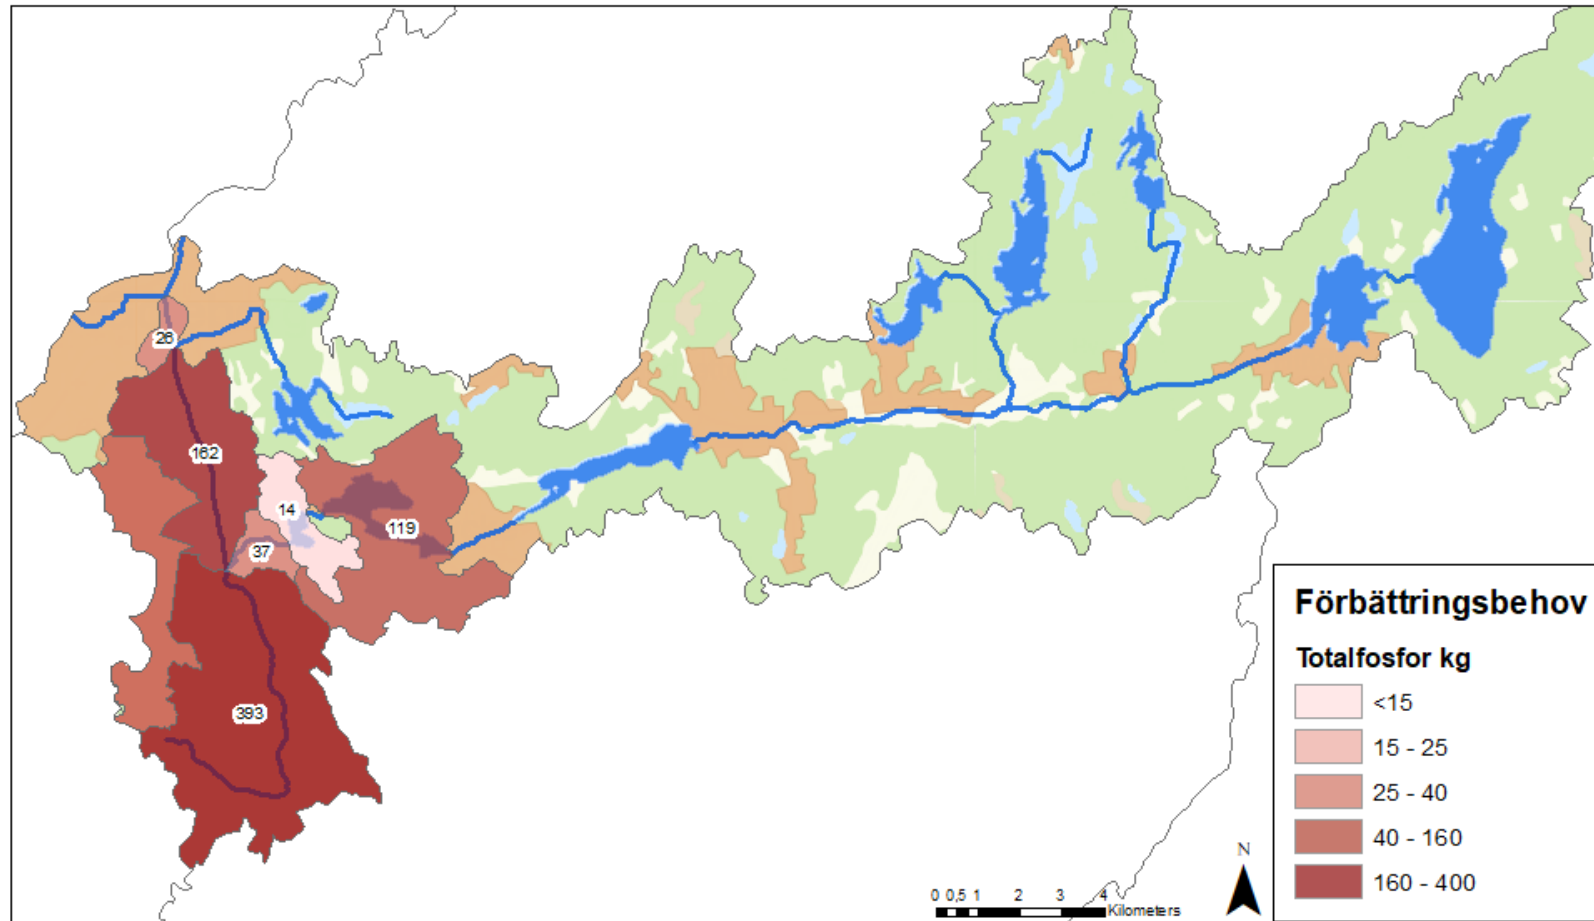 26
162
14
119
37
393
Förbättringsbehov
Totalfosfor kg
<15
15 - 25
25 - 40
40 - 160
160 - 400
N
0 0,5 1 2 3 4
Kilometers